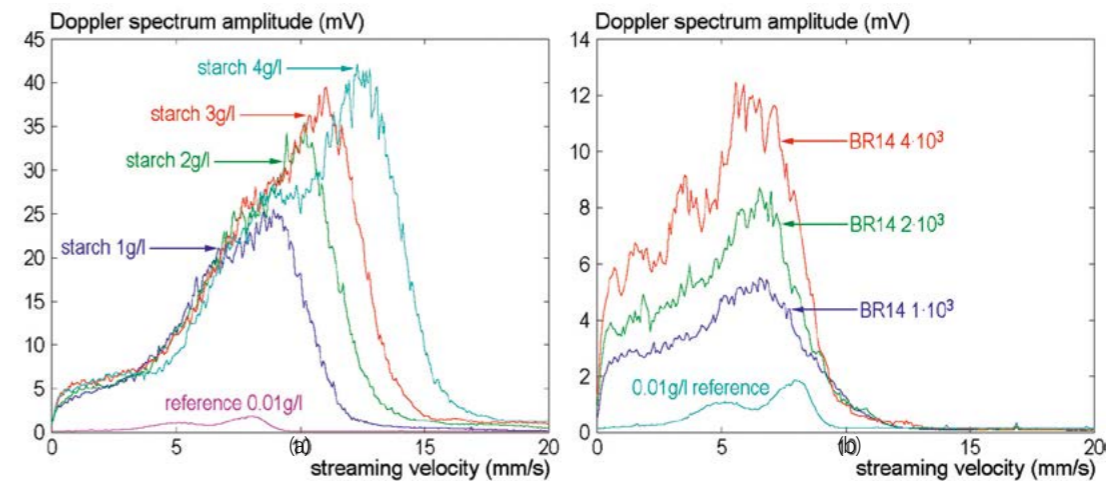 Doppler spectrum amplitude (mV)
45
40
35
30
25
20
15
10
5
0
starch 4g/l
starch 3g/l
starch 2g/l
starch 1g/l
reference 0.01g/l
0 5 10 15 20
a)
streaming velocity (mm/s)
Doppler spectrum amplitude (mV)
14
12
10
8
6
4
2
0
BR14 4·10³
BR14 2·10³
BR14 1·10³
0.01g/l reference
0 5 10 15 20
b)
streaming velocity (mm/s)